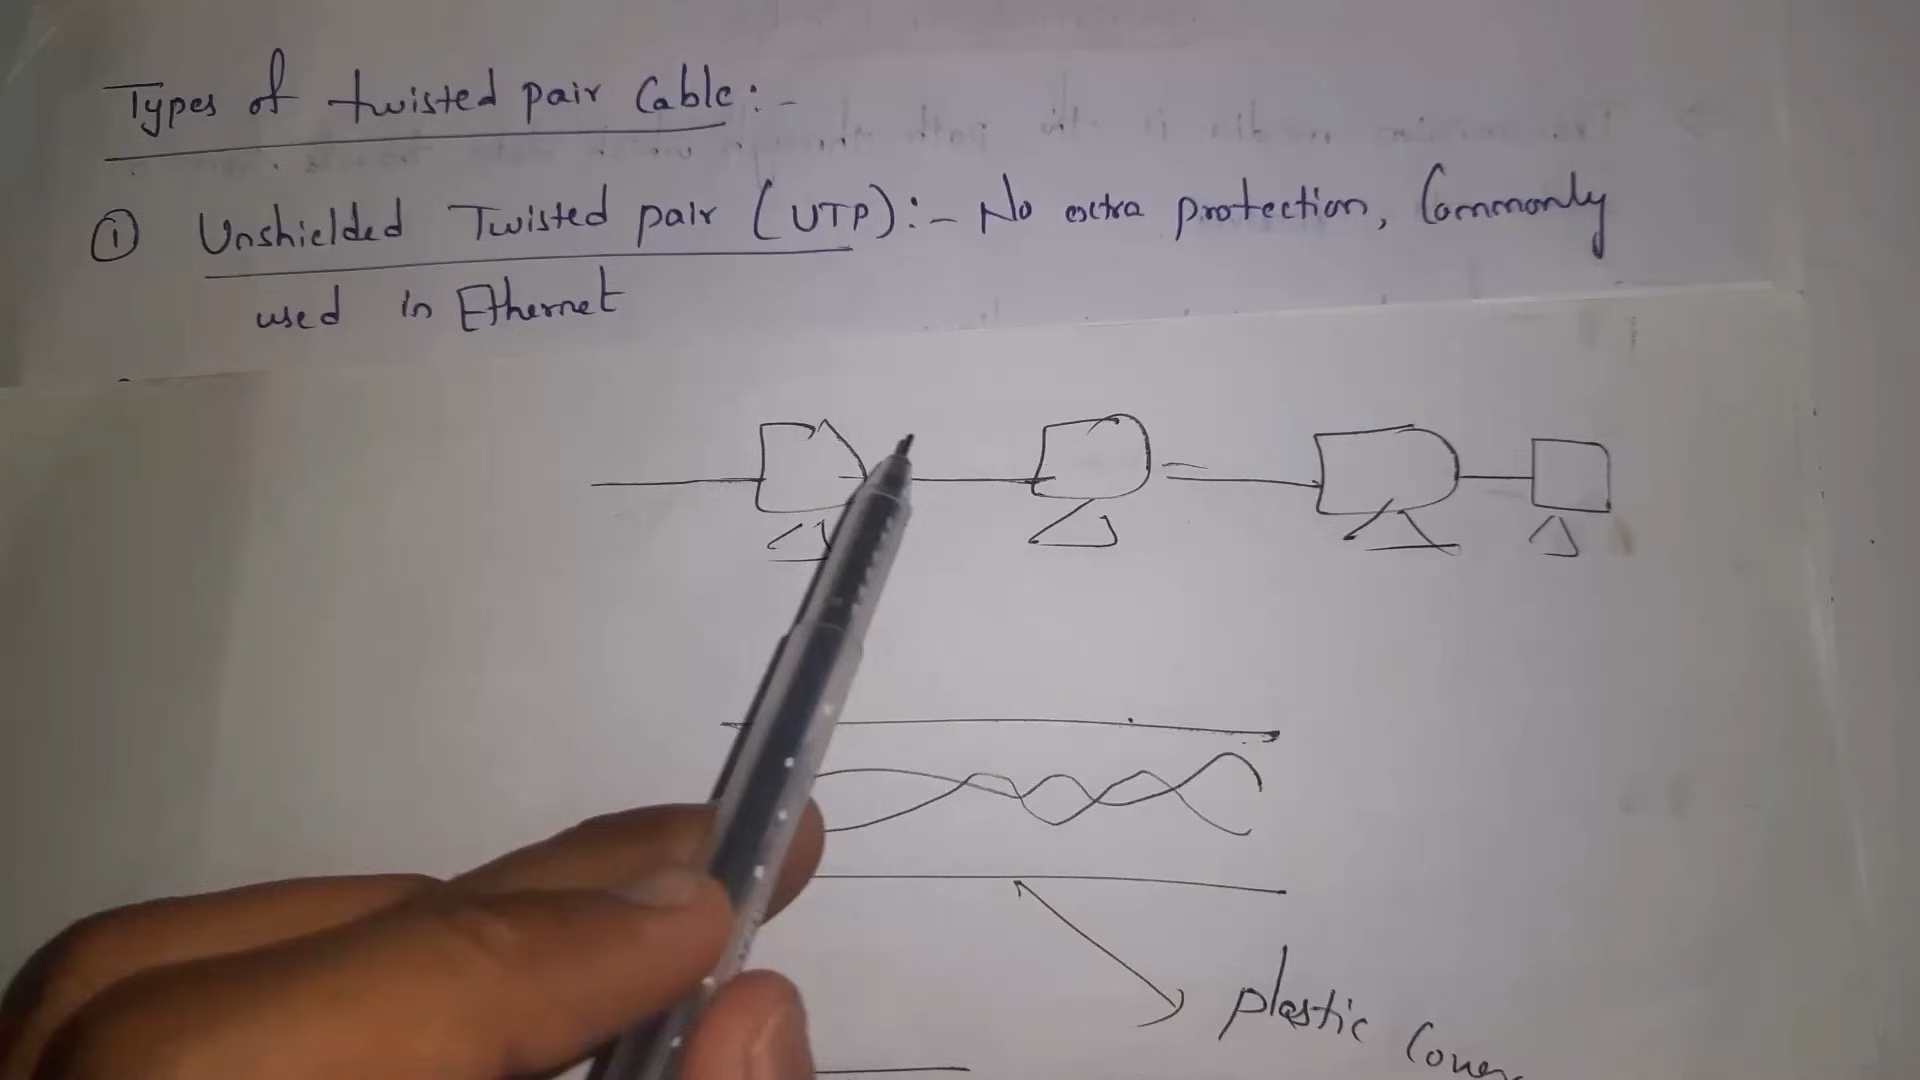 Types of twisted pair Cable:-
① Unshielded Twisted pair (UTP):- No extra protection, Commonly
used in Ethernet
plastic